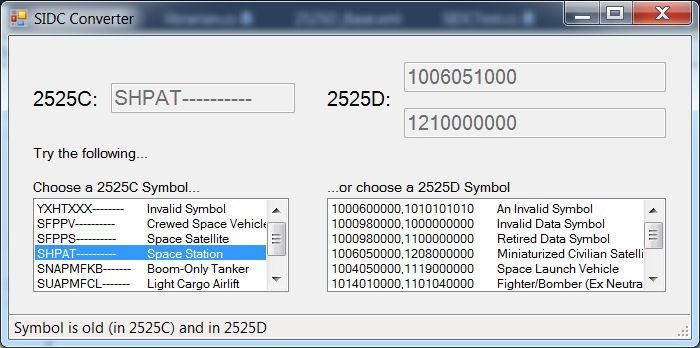 SIDC Converter
1006051000
2525C: SHPAT---------- 2525D:
1210000000
Try the following...
Choose a 2525C Symbol... ...or choose a 2525D Symbol
YXHTXXX-------- Invalid Symbol 1000600000,1010101010 An Invalid Symbol
SFPPV---------- Crewed Space Vehicle 1000980000,1000000000 Invalid Data Symbol
SFPPS---------- Space Satellite 1000980000,1100000000 Retired Data Symbol
SHPAT---------- Space Station 1006050000,1208000000 Miniaturized Civilian Satelli
SNAPMFKB------- Boom-Only Tanker 1004050000,1119000000 Space Launch Vehicle
SUAPMFCL------- Light Cargo Airlift 1014010000,1101040000 Fighter/Bomber (Ex Neutra
Symbol is old (in 2525C) and in 2525D